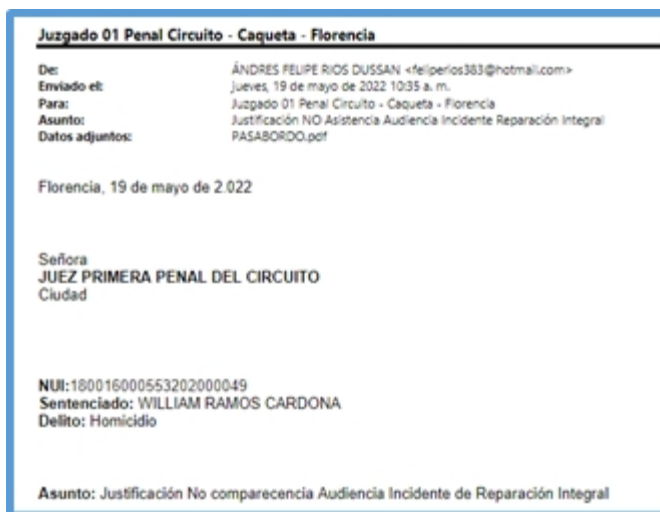 Juzgado 01 Penal Circuito - Caqueta - Florencia
De: ÁNDRES FELIPE RIOS DUSSAN <feliperios383@hotmail.com>
Enviado el: jueves, 19 de mayo de 2022 10:35 a. m.
Para: Juzgado 01 Penal Circuito - Caqueta - Florencia
Asunto: Justificación NO Asistencia Audiencia Incidente Reparación Integral
Datos adjuntos: PASABORDO.pdf
Florencia, 19 de mayo de 2.022
Señora
JUEZ PRIMERA PENAL DEL CIRCUITO
Ciudad
NUI:180016000553202000049
Sentenciado: WILLIAM RAMOS CARDONA
Delito: Homicidio
Asunto: Justificación No comparecencia Audiencia Incidente de Reparación Integral